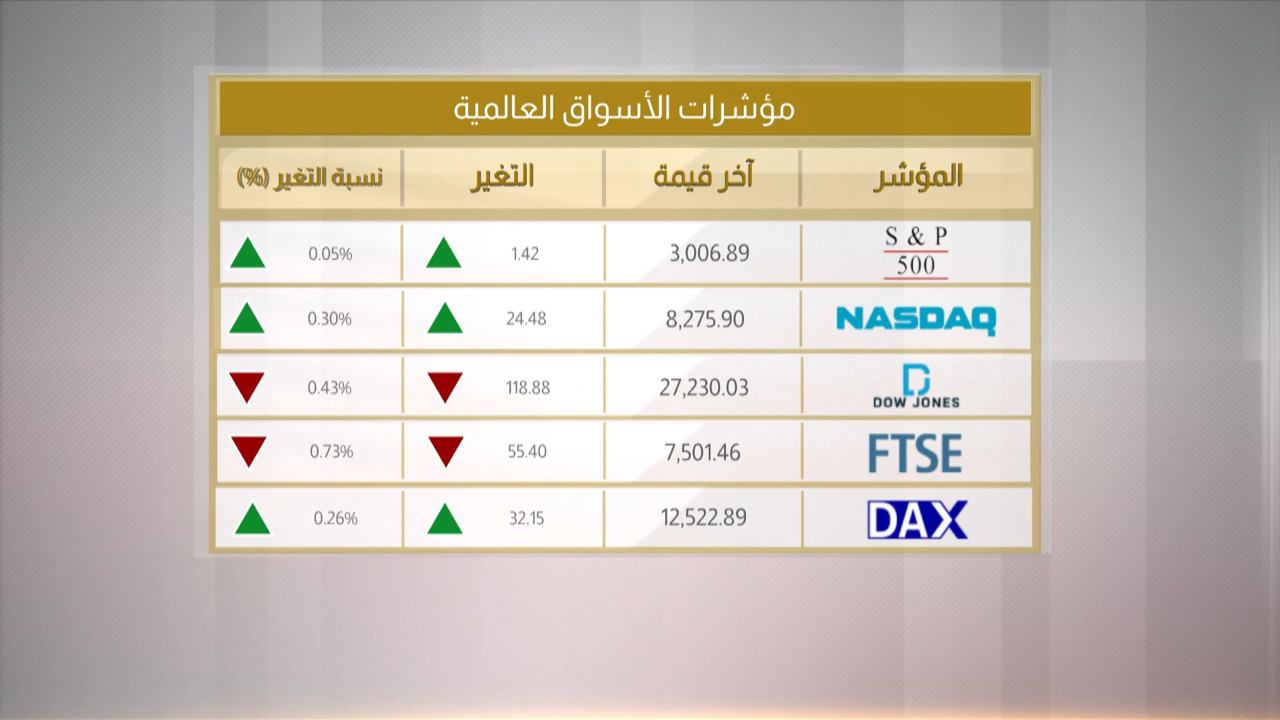 مؤشرات الأسواق العالمية
المؤشر آخر قيمة التغير نسبة التغير (%)
S & P
500
3,006.89 1.42 0.05%
NASDAQ 8,275.90 24.48 0.30%
DOW JONES 27,230.03 118.88 0.43%
FTSE 7,501.46 55.40 0.73%
DAX 12,522.89 32.15 0.26%